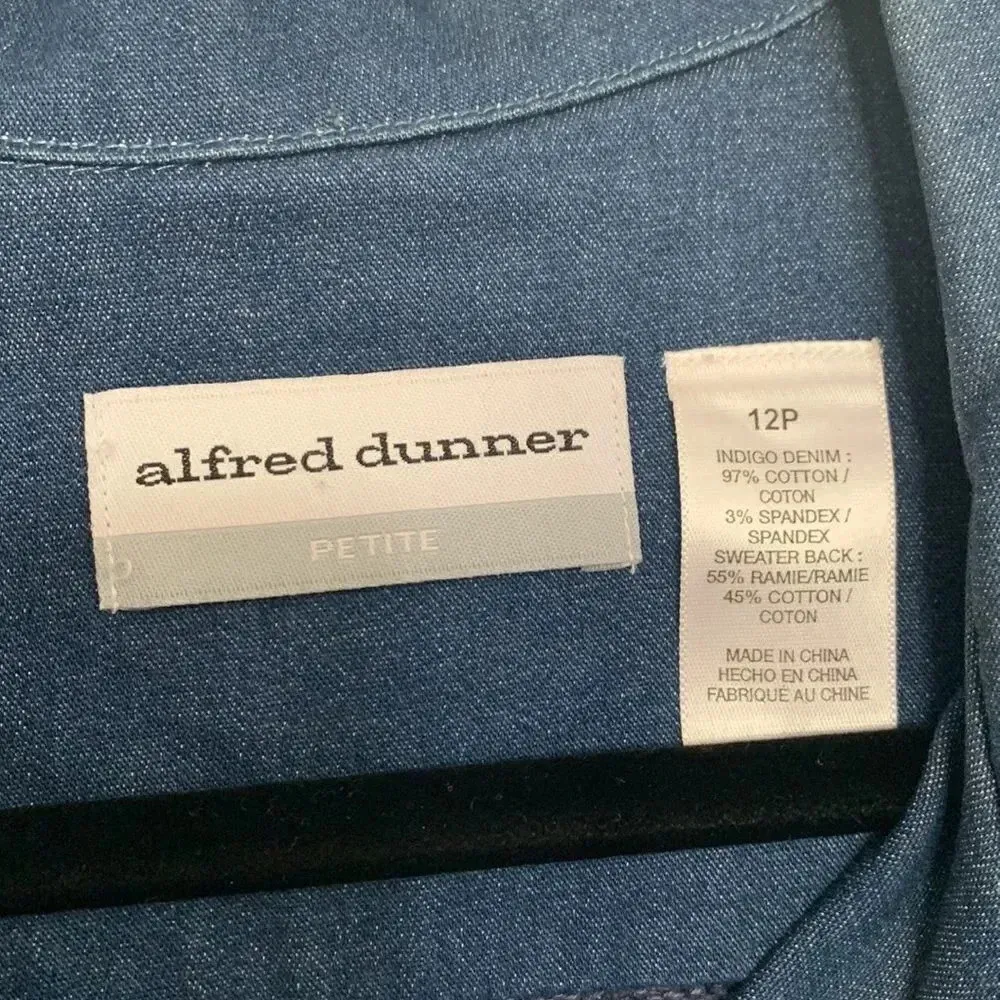 alfred dunner
PETITE
12P
INDIGO DENIM :
97% COTTON /
COTON
3% SPANDEX /
SPANDEX
SWEATER BACK :
55% RAMIE/RAMIE
45% COTTON /
COTON
MADE IN CHINA
HECHO EN CHINA
FABRIQUÉ AU CHINE